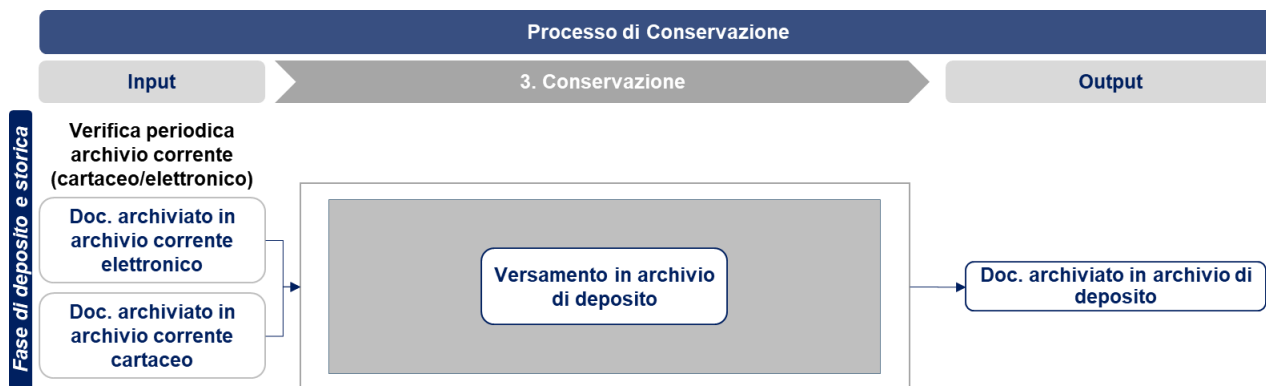 Processo di Conservazione
Input
3. Conservazione
Output
Fase di deposito e storica
Verifica periodica
archivio corrente
(cartaceo/elettronico)
Doc. archiviato in
archivio corrente
elettronico
Doc. archiviato in
archivio corrente
cartaceo
Versamento in archivio
di deposito
Doc. archiviato in archivio di
deposito